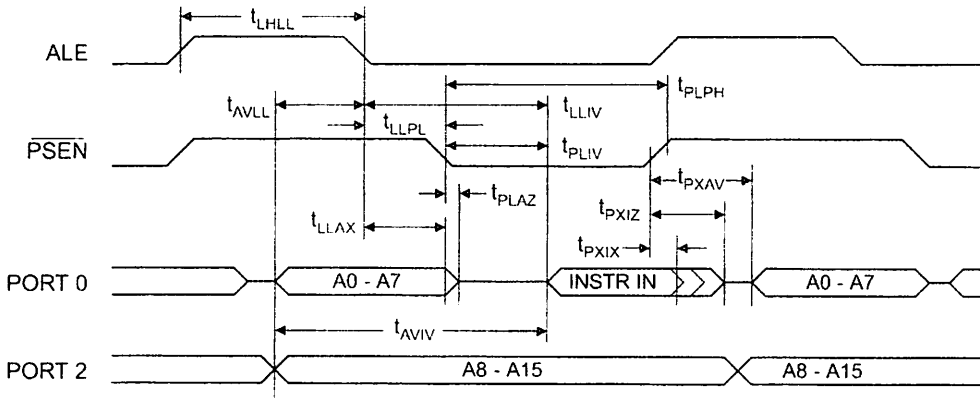 tLHLL
ALE
tPLPH
tAVLL
tLLIV
tLLPL
PSEN
tPLIV
tPXAV
tPLAZ
tPXIZ
tLLAX
tPXIX
PORT 0
A0 - A7
INSTR IN
A0 - A7
tAVIV
PORT 2
A8 - A15
A8 - A15